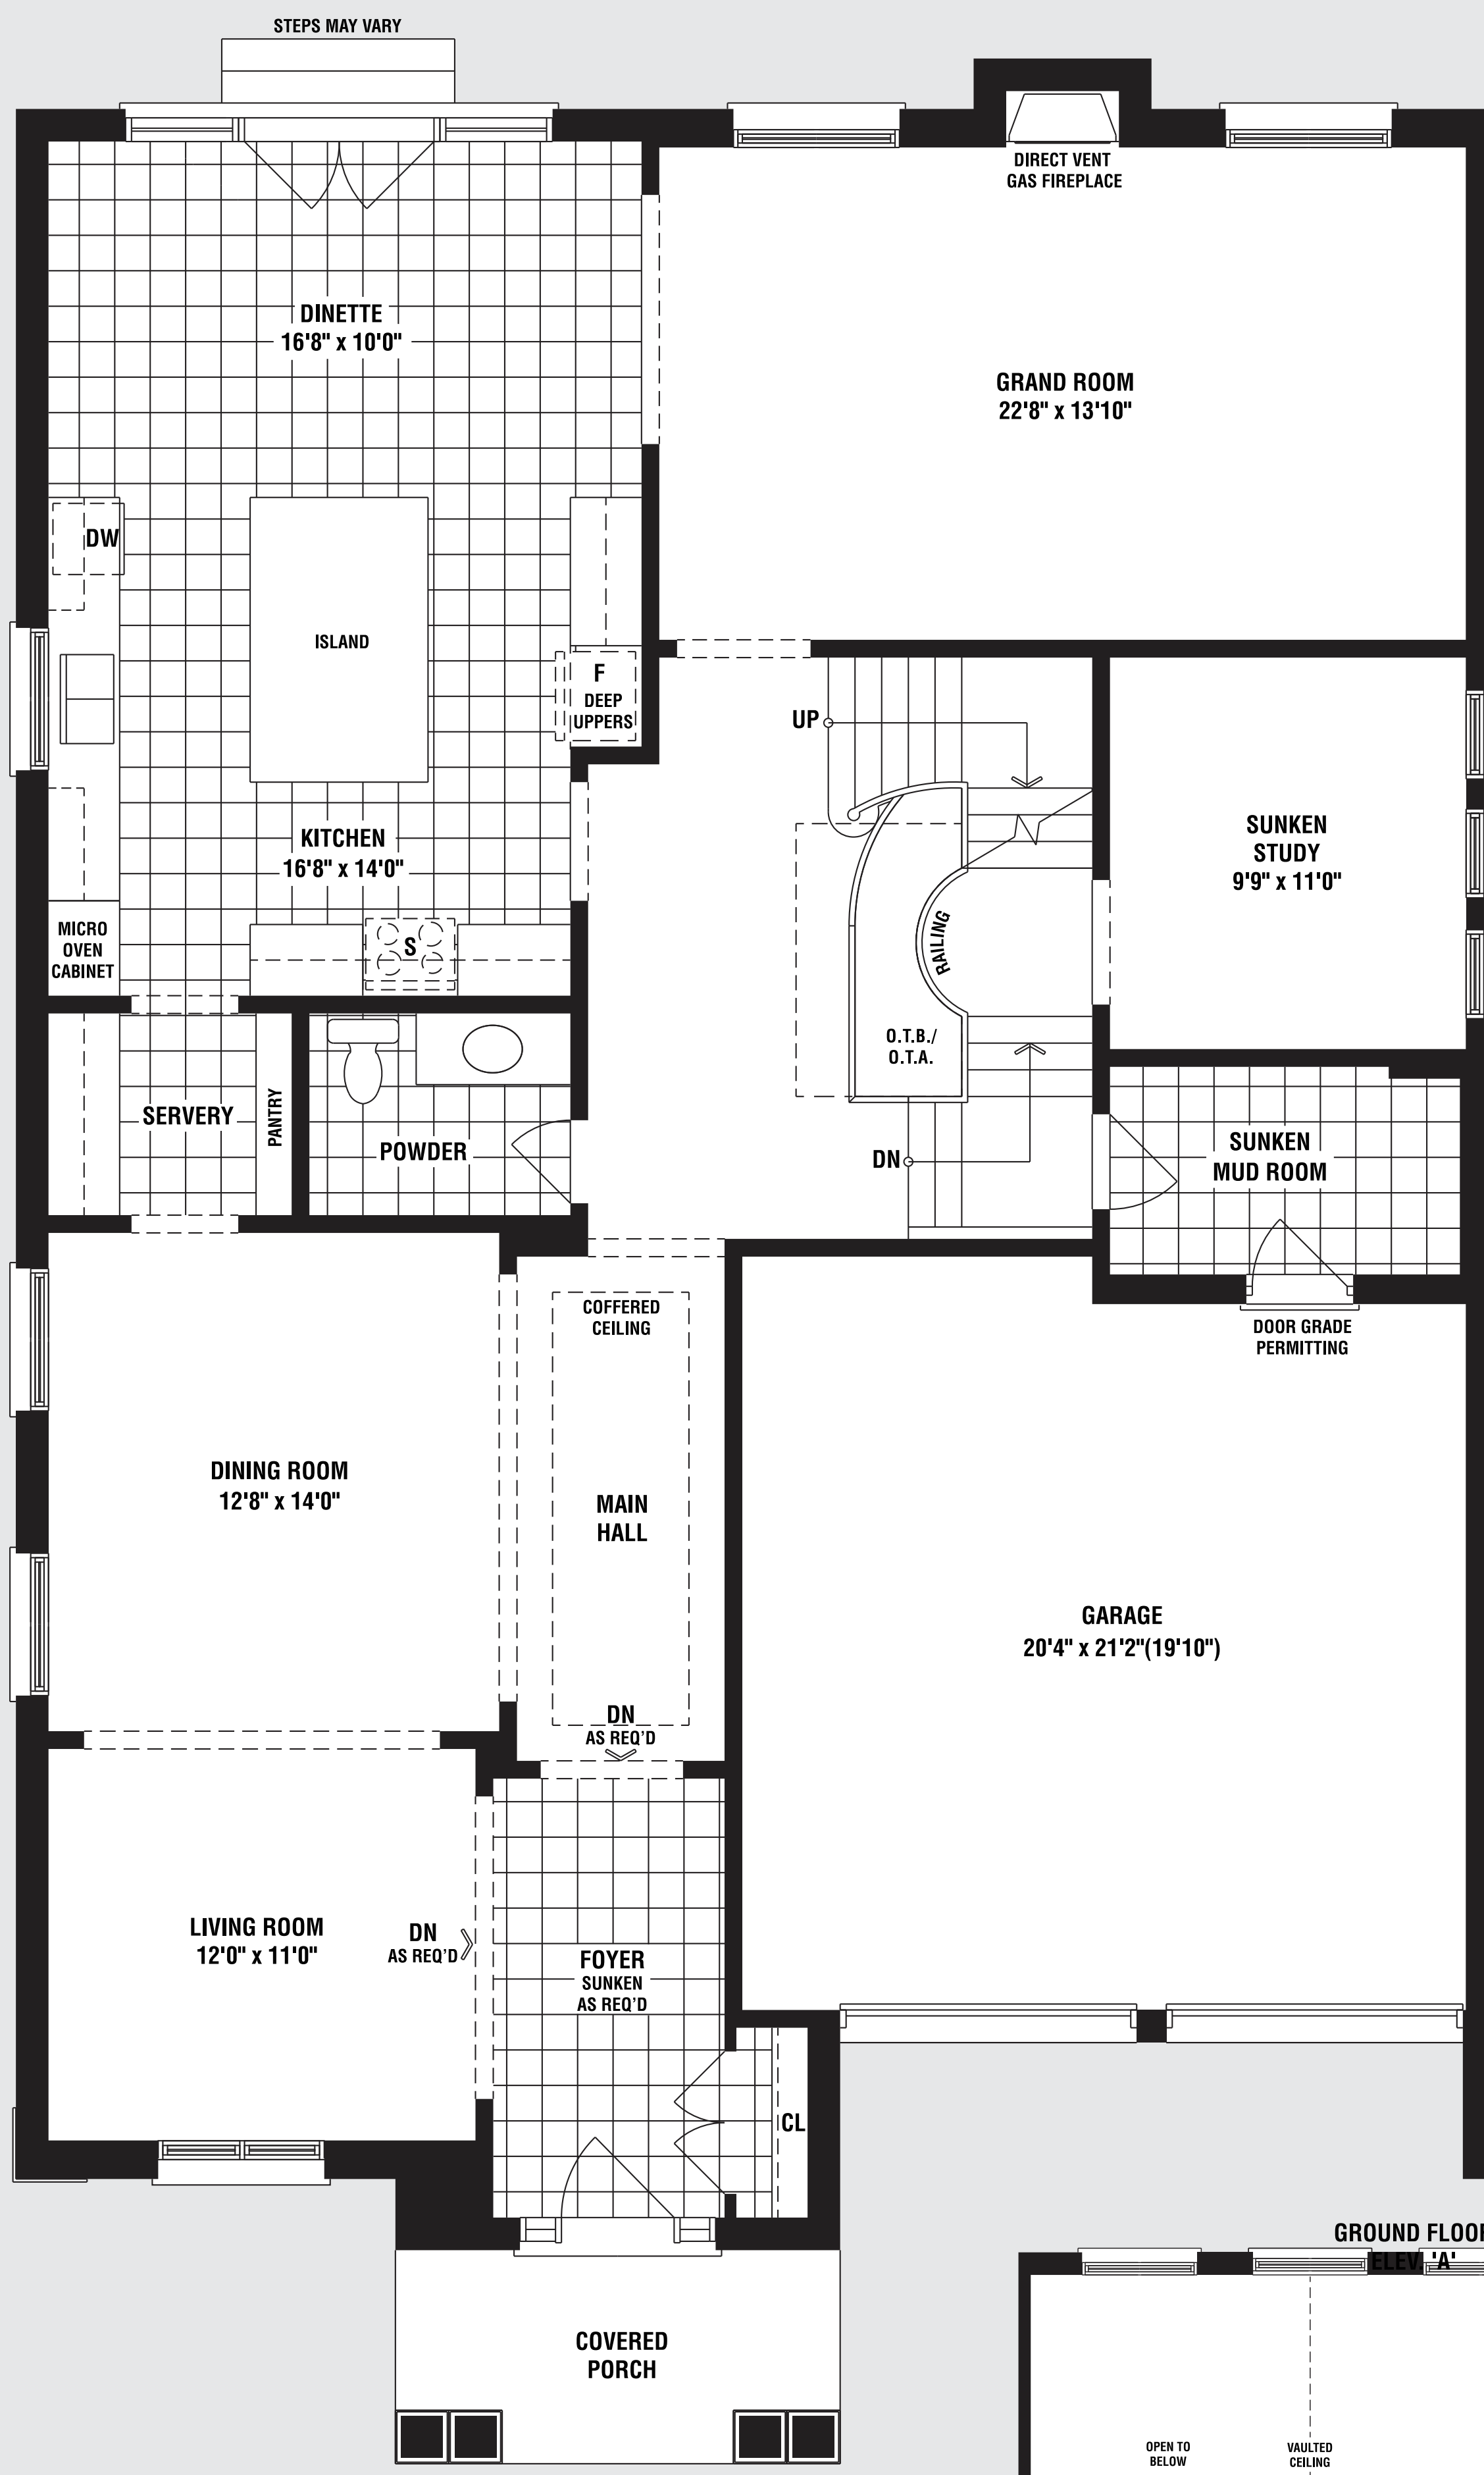 STEPS MAY VARY
DIRECT VENT
GAS FIREPLACE
DINETTE
16'8" x 10'0"
GRAND ROOM
22'8" x 13'10"
DW
ISLAND
F
DEEP
UPPERS
UP
KITCHEN
16'8" x 14'0"
SUNKEN
STUDY
9'9" x 11'0"
MICRO
OVEN
CABINET
S
RAILING
O.T.B./
O.T.A.
SERVERY
PANTRY
POWDER
DN
SUNKEN
MUD ROOM
COFFERED
CEILING
DOOR GRADE
PERMITTING
DINING ROOM
12'8" x 14'0"
MAIN
HALL
GARAGE
20'4" x 21'2"(19'10")
DN
AS REQ'D
LIVING ROOM
12'0" x 11'0"
DN
AS REQ'D
FOYER
SUNKEN
AS REQ'D
CL
GROUND FLOO
ELEV. 'A'
COVERED
PORCH
OPEN TO
BELOW
VAULTED
CEILING